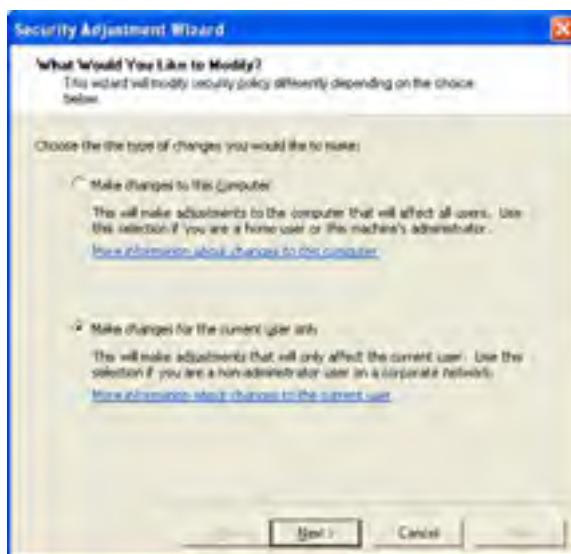 Security Adjustment Wizard
What Would You Like to Modify?
This wizard will modify security policy differently depending on the choice
below.
Choose the the type of changes you would like to make:
Make changes to this computer
This will make adjustments to the computer that will affect all users. Use
this selection if you are a home user or this machine's administrator.
More information about changes to this computer
Make changes for the current user only
This will make adjustments that will only affect the current user. Use this
selection if you are a non-administrator user on a corporate network.
More information about changes to the current user
Next > Cancel